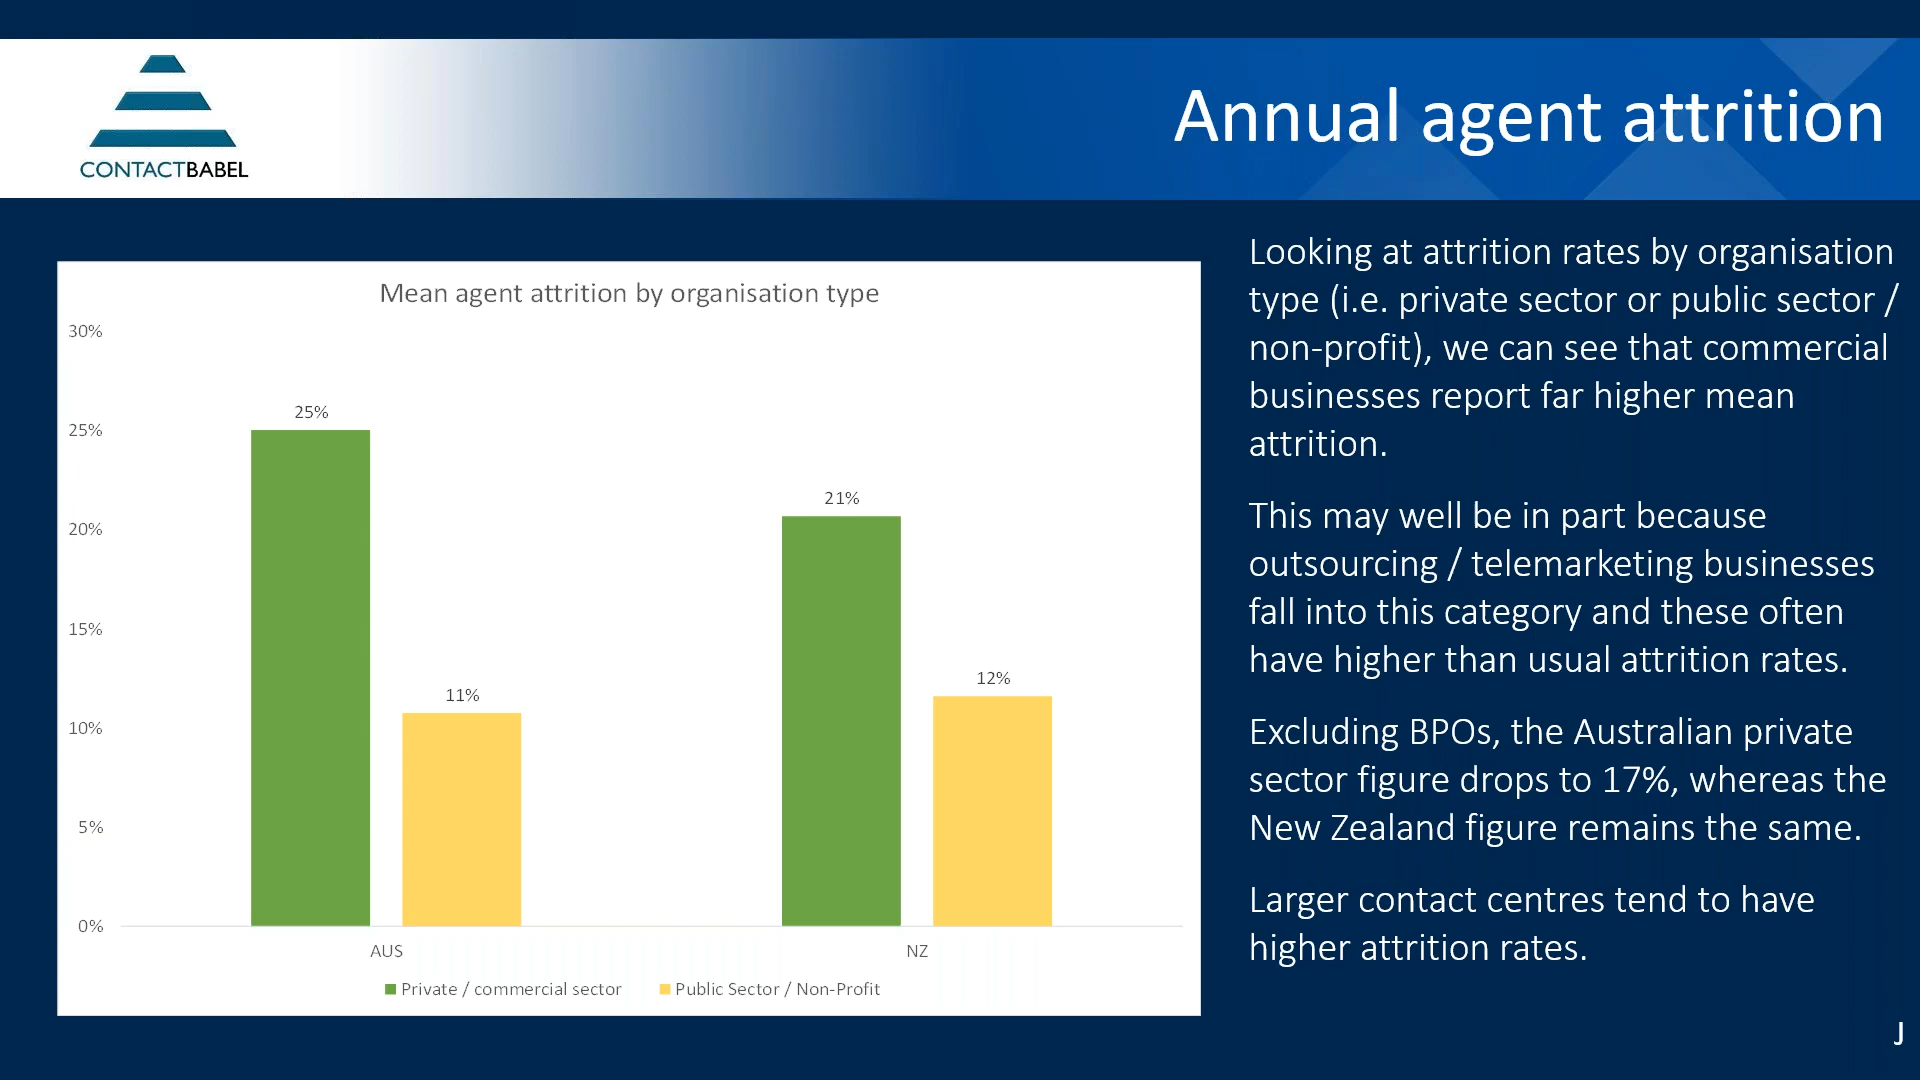 CONTACTBABEL
Annual agent attrition
Mean agent attrition by organisation type
30%
25%
20%
15%
10%
5%
0%
25%
11%
21%
12%
AUS
NZ
Private / commercial sector
Public Sector / Non-Profit
Looking at attrition rates by organisation
type (i.e. private sector or public sector /
non-profit), we can see that commercial
businesses report far higher mean
attrition.
This may well be in part because
outsourcing / telemarketing businesses
fall into this category and these often
have higher than usual attrition rates.
Excluding BPOs, the Australian private
sector figure drops to 17%, whereas the
New Zealand figure remains the same.
Larger contact centres tend to have
higher attrition rates.
J